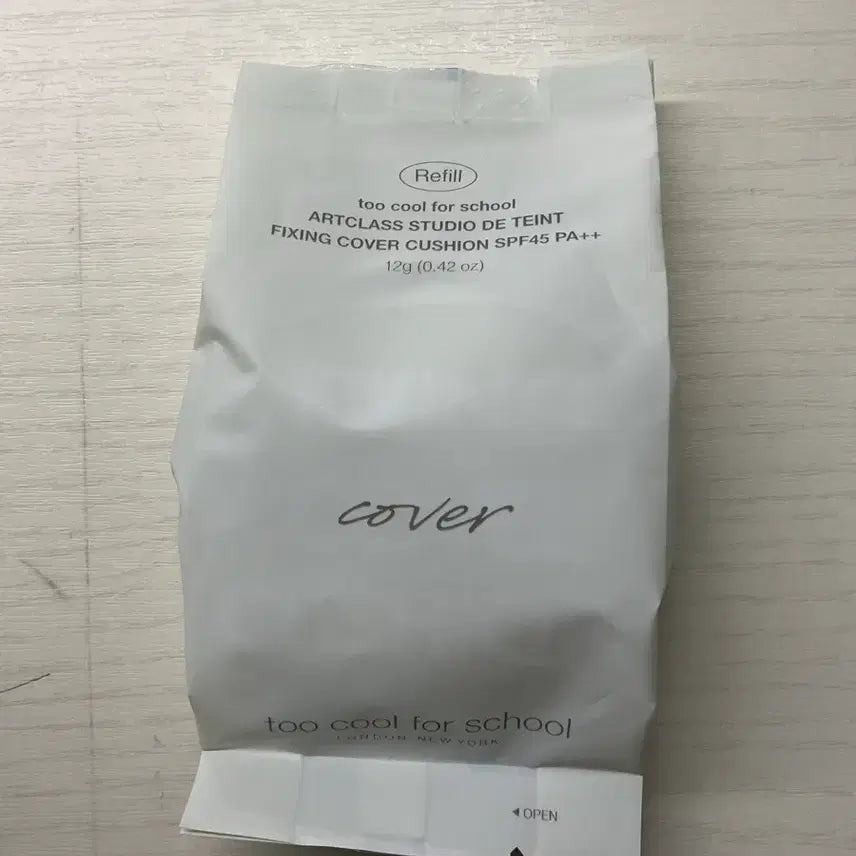 Refill
too cool for school
ARTCLASS STUDIO DE TEINT
FIXING COVER CUSHION SPF45 PA++
12g (0.42 oz)
cover
too cool for school
LONDON NEW YORK
◀ OPEN